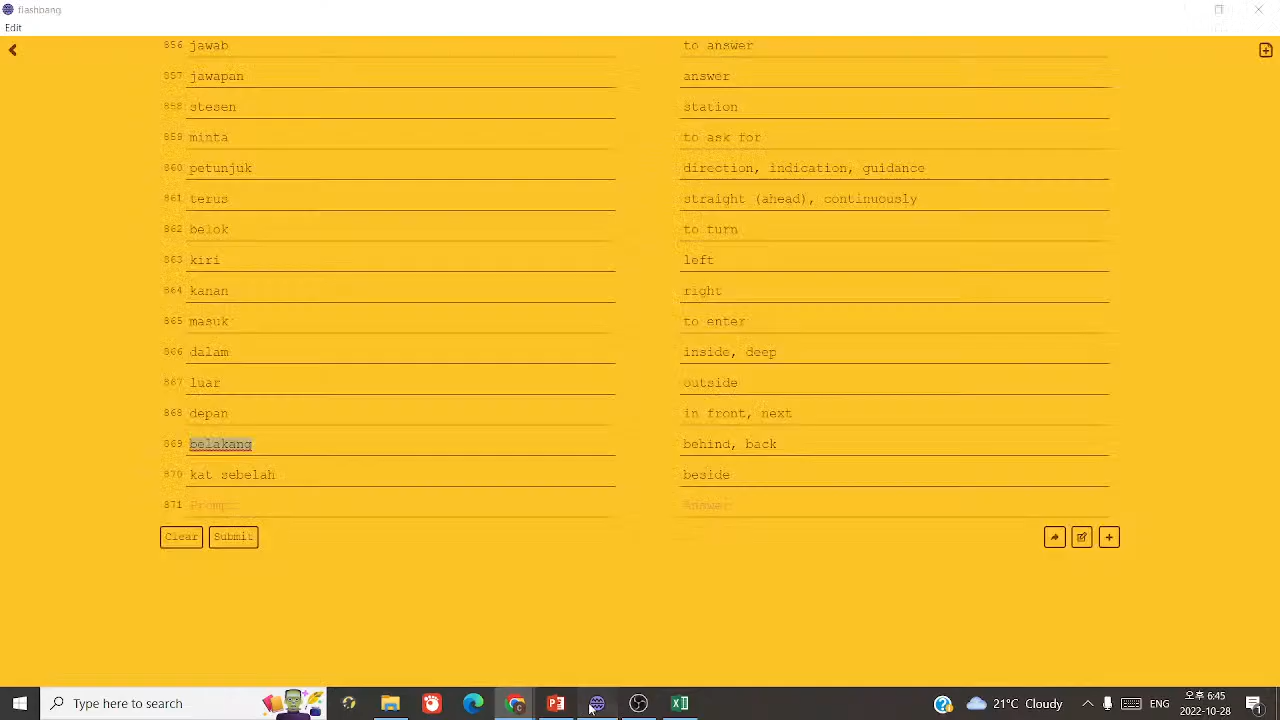 flashbang
Edit
856 jawab to answer
857 jawapan answer
858 stesen station
859 minta to ask for
860 petunjuk direction, indication, guidance
861 terus straight (ahead), continuously
862 belok to turn
863 kiri left
864 kanan right
865 masuk to enter
866 dalam inside, deep
867 luar outside
868 depan in front, next
869 belakang behind, back
870 kat sebelah beside
871 Prompt Answer
Clear Submit
Type here to search
21°C Cloudy
ENG
오후 6:45
2022-10-28
1